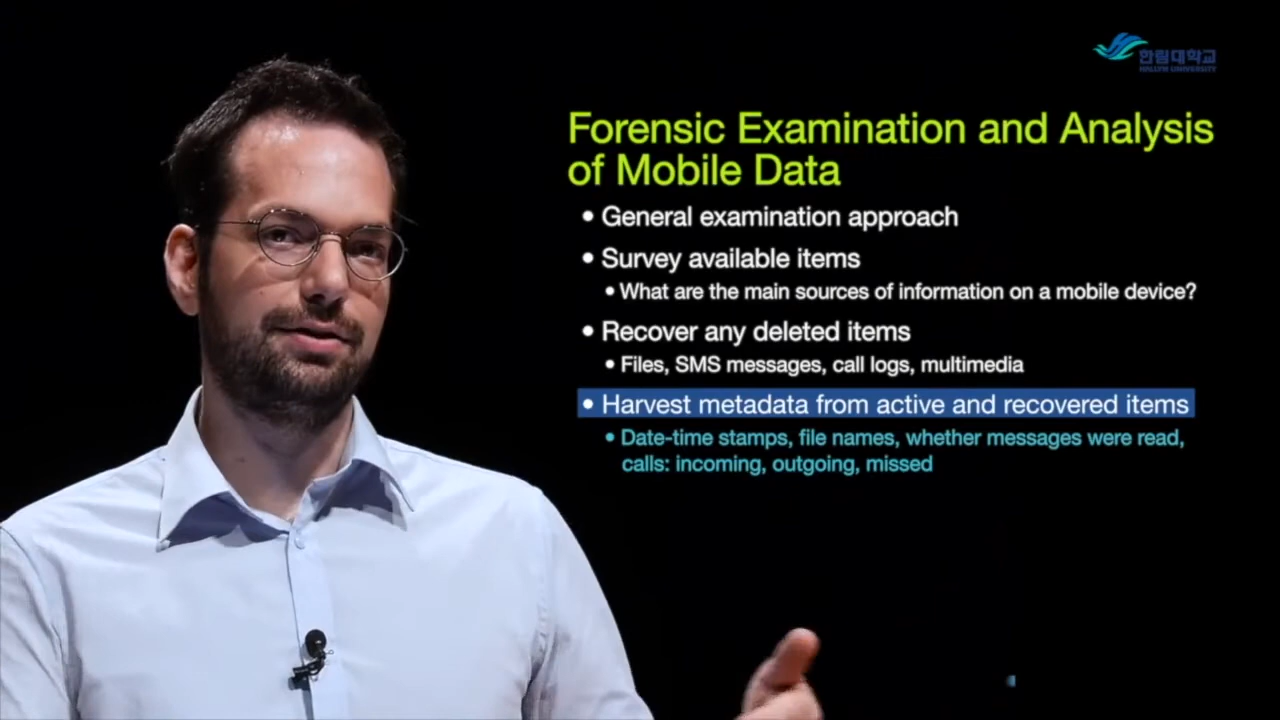 한림대학교
HALLYM UNIVERSITY
Forensic Examination and Analysis
of Mobile Data
• General examination approach
• Survey available items
• What are the main sources of information on a mobile device?
• Recover any deleted items
• Files, SMS messages, call logs, multimedia
• Harvest metadata from active and recovered items
• Date-time stamps, file names, whether messages were read,
calls: incoming, outgoing, missed